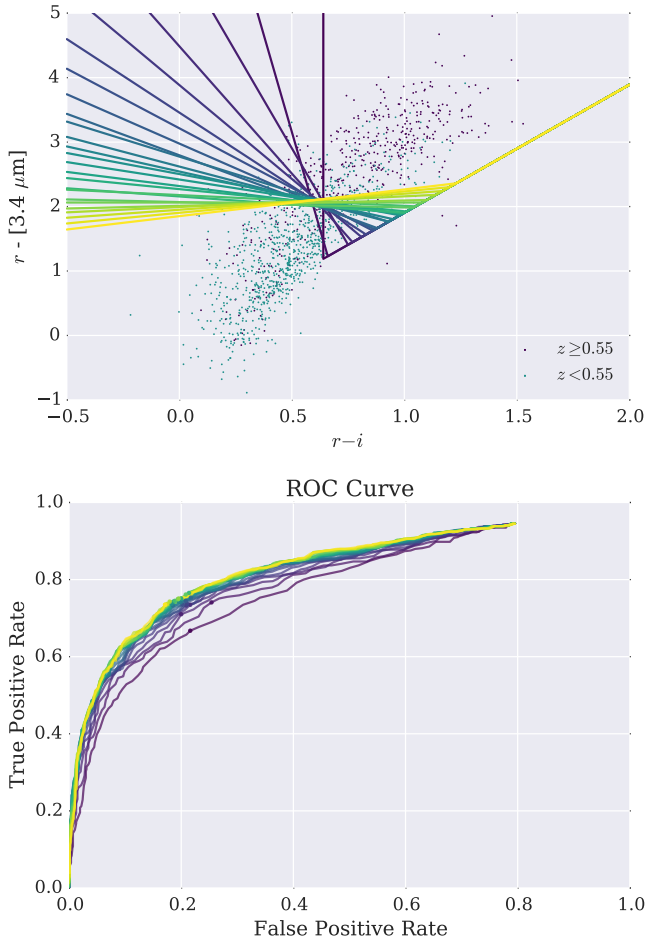 5
4
3
2
1
0
−1
r - [3.4 μm]
z≥0.55
z<0.55
−0.5 0.0 0.5 1.0 1.5 2.0
r−i
ROC Curve
1.0
0.8
0.6
0.4
0.2
0.0
True Positive Rate
0.0 0.2 0.4 0.6 0.8 1.0
False Positive Rate